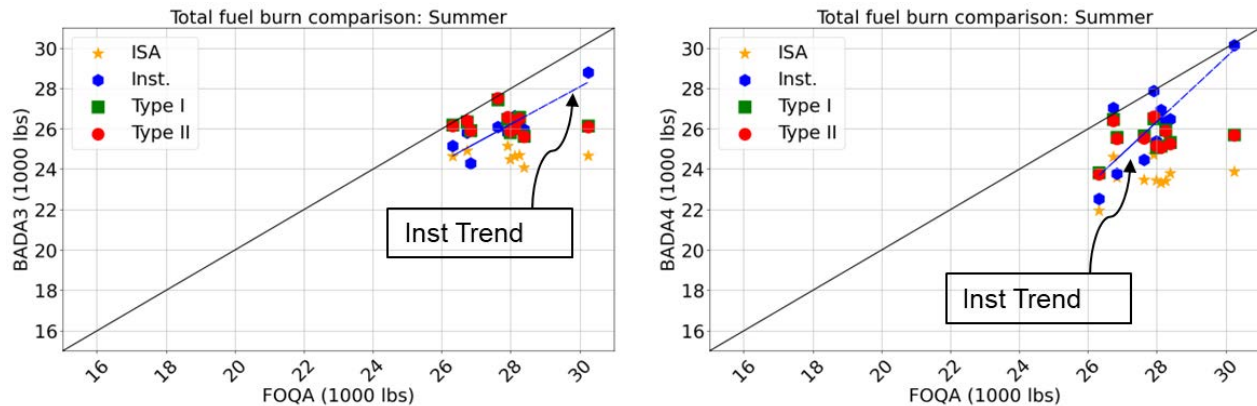 Total fuel burn comparison: Summer
30
28
26
24
22
20
18
16
BADA3 (1000 lbs)
ISA
Inst.
Type I
Type II
Inst Trend
16
18
20
22
24
26
28
30
FOQA (1000 lbs)
Total fuel burn comparison: Summer
30
28
26
24
22
20
18
16
BADA4 (1000 lbs)
ISA
Inst.
Type I
Type II
Inst Trend
16
18
20
22
24
26
28
30
FOQA (1000 lbs)